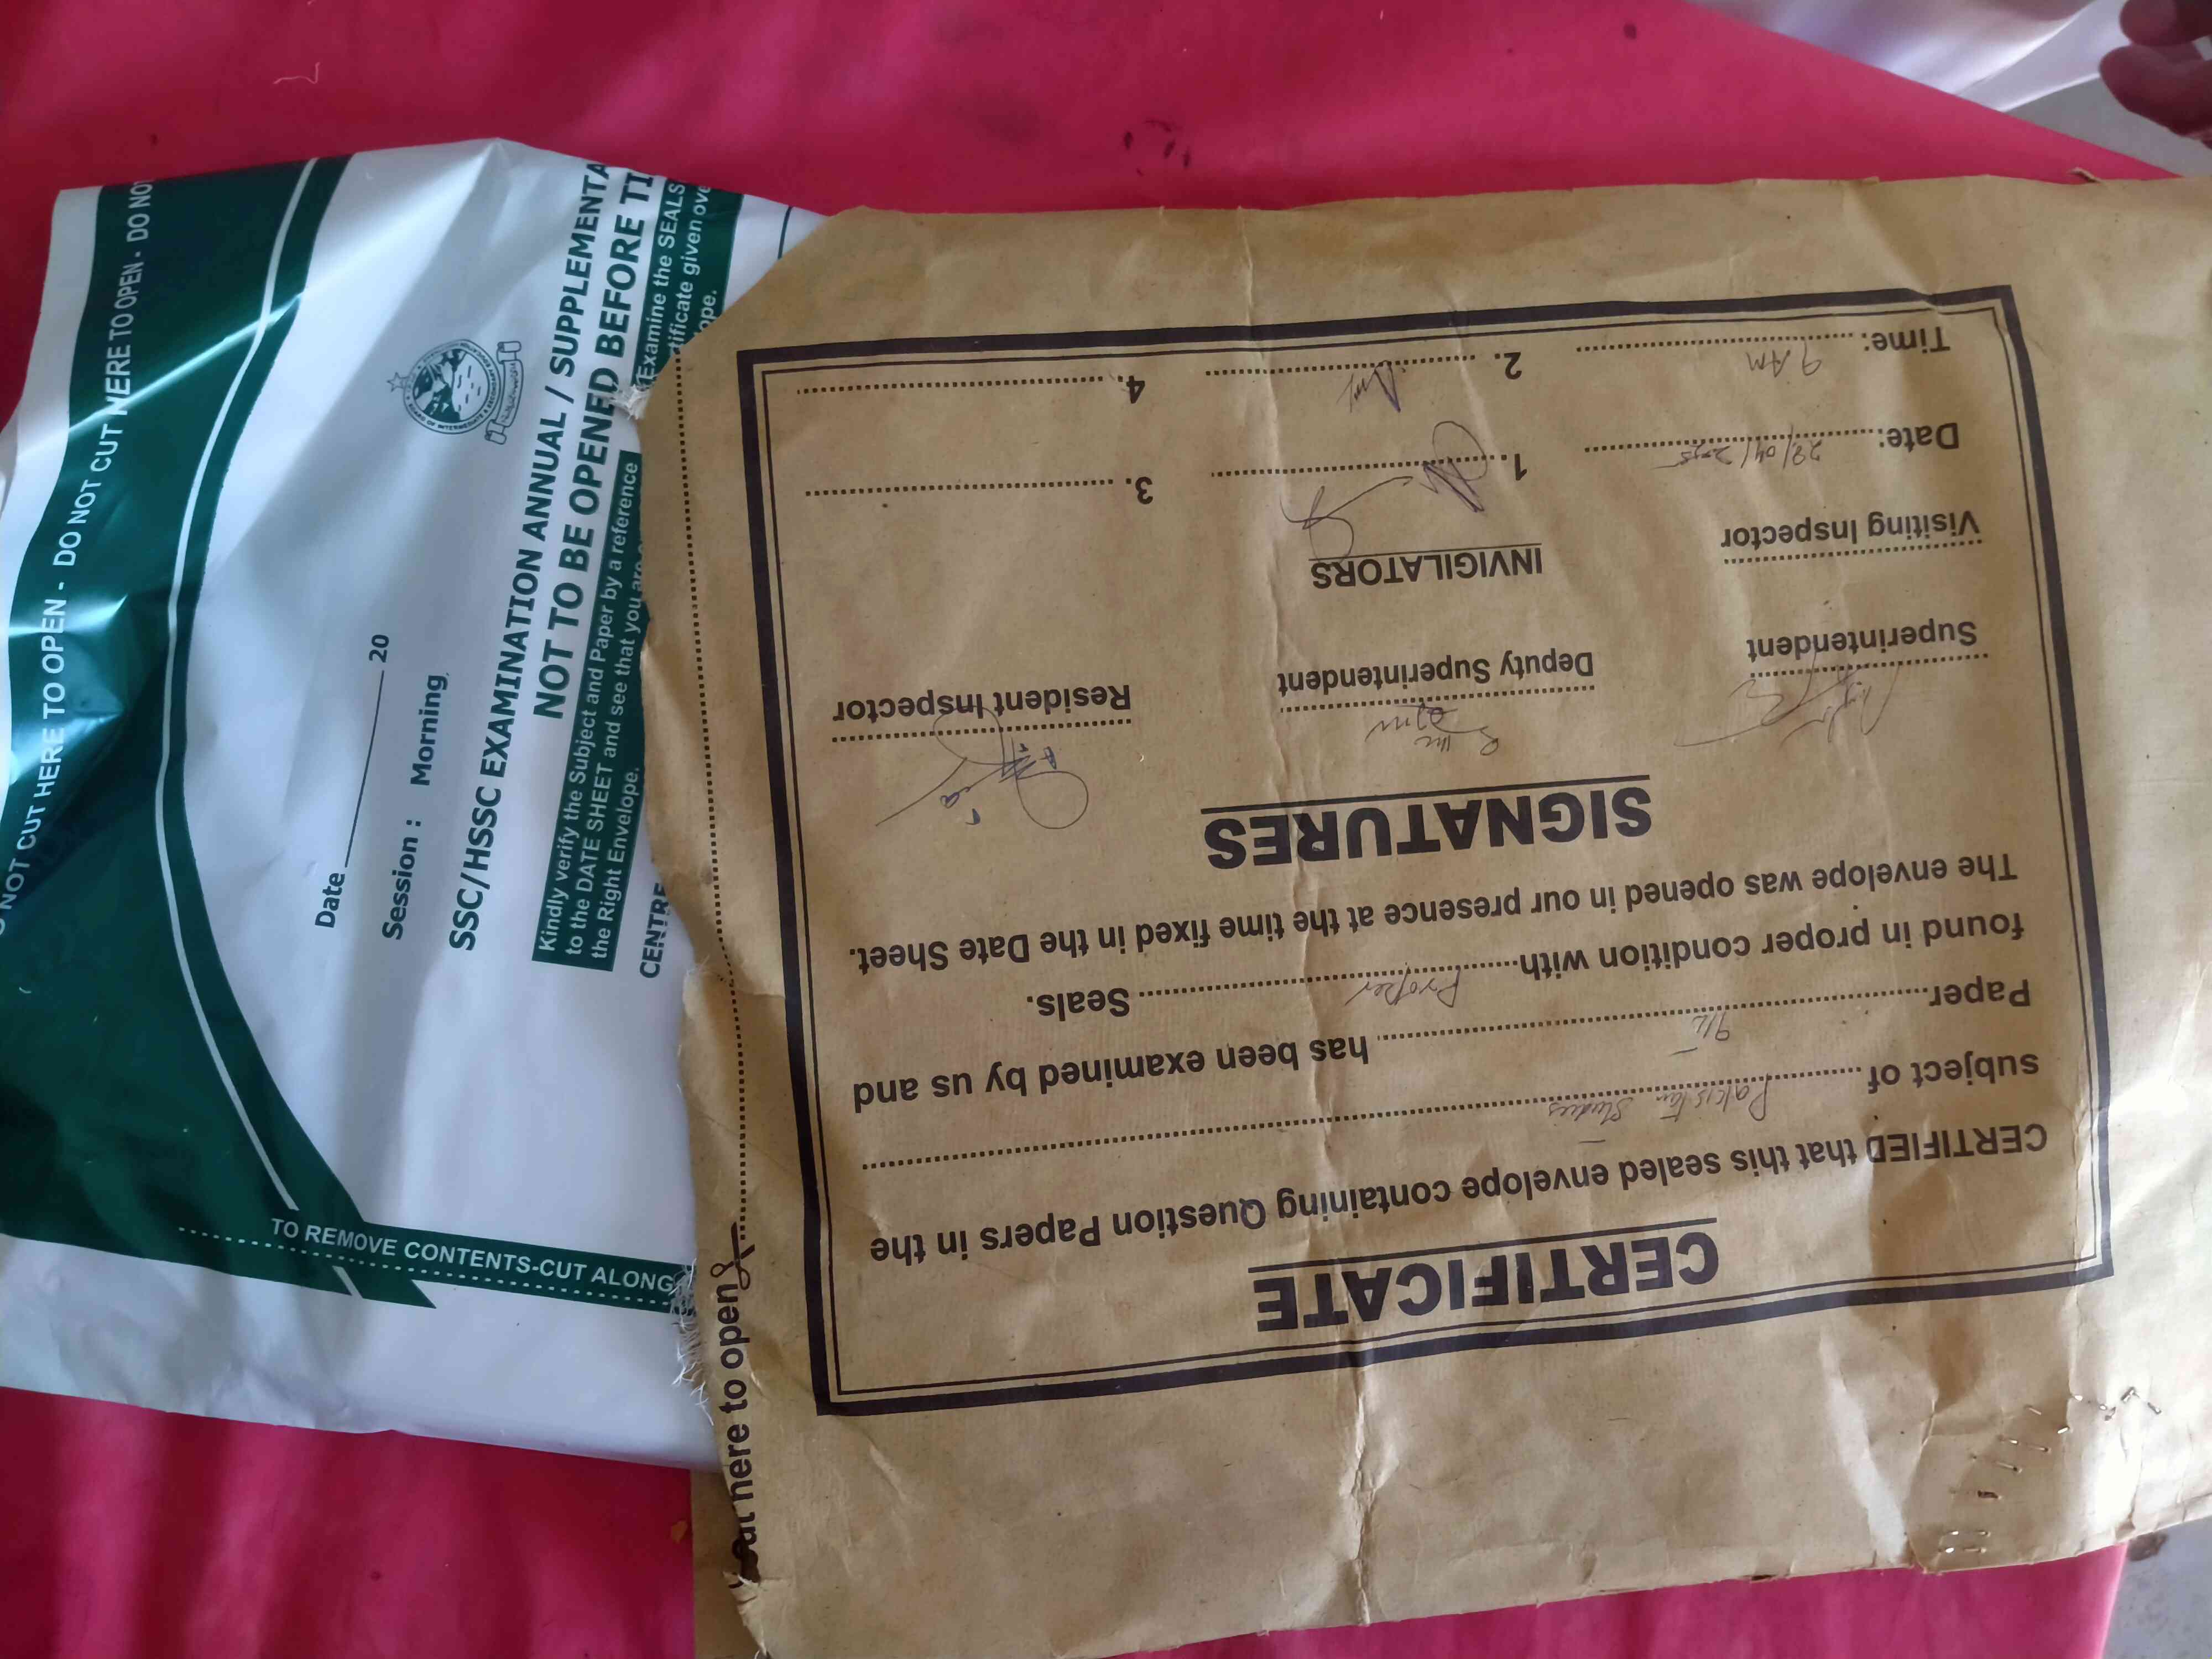 CERTIFICATE
CERTIFIED that this sealed envelope containing Question Papers in the
subject of Pakistan Studies
Paper 9th has been examined by us and
found in proper condition with Proper Seals.
The envelope was opened in our presence at the time fixed in the Date Sheet.
SIGNATURES
Superintendent
Deputy Superintendent
Resident Inspector
Visiting Inspector
INVIGILATORS
Date: 28/04/2025
1.
3.
Time: 9 AM
2.
4.
Cut here to open
DO NOT CUT HERE TO OPEN - DO NOT CUT HERE TO OPEN - DO NOT
Date 20
Session : Morning
SSC/HSSC EXAMINATION ANNUAL / SUPPLEMENTA
NOT TO BE OPENED BEFORE TI
Kindly verify the Subject and Paper by a reference
to the DATE SHEET and see that you are
the Right Envelope.
Examine the SEALS
tificate given ove
ope.
CENTRE
TO REMOVE CONTENTS-CUT ALONG